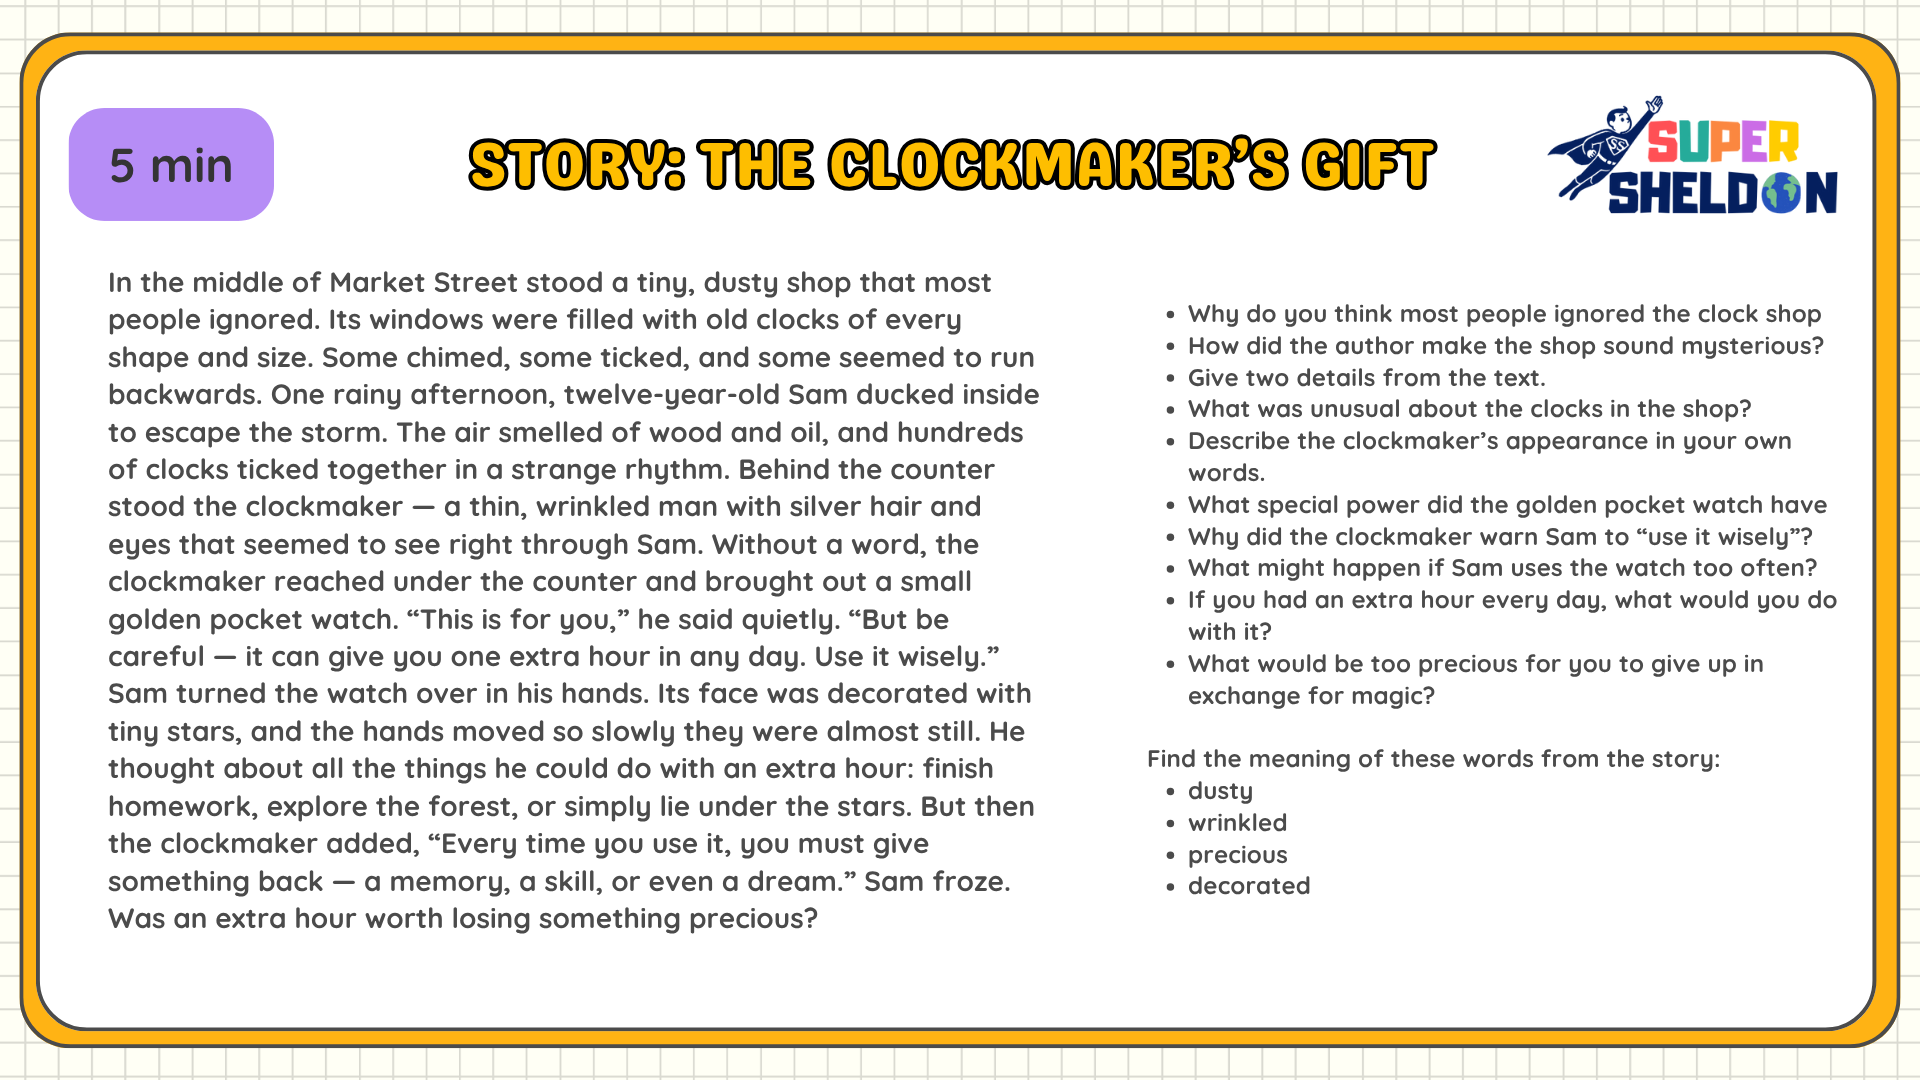 5 min
STORY: THE CLOCKMAKER'S GIFT
SUPER
SHELDON
In the middle of Market Street stood a tiny, dusty shop that most
people ignored. Its windows were filled with old clocks of every
shape and size. Some chimed, some ticked, and some seemed to run
backwards. One rainy afternoon, twelve-year-old Sam ducked inside
to escape the storm. The air smelled of wood and oil, and hundreds
of clocks ticked together in a strange rhythm. Behind the counter
stood the clockmaker — a thin, wrinkled man with silver hair and
eyes that seemed to see right through Sam. Without a word, the
clockmaker reached under the counter and brought out a small
golden pocket watch. “This is for you,” he said quietly. “But be
careful — it can give you one extra hour in any day. Use it wisely.”
Sam turned the watch over in his hands. Its face was decorated with
tiny stars, and the hands moved so slowly they were almost still. He
thought about all the things he could do with an extra hour: finish
homework, explore the forest, or simply lie under the stars. But then
the clockmaker added, “Every time you use it, you must give
something back — a memory, a skill, or even a dream.” Sam froze.
Was an extra hour worth losing something precious?
• Why do you think most people ignored the clock shop
• How did the author make the shop sound mysterious?
• Give two details from the text.
• What was unusual about the clocks in the shop?
• Describe the clockmaker’s appearance in your own
words.
• What special power did the golden pocket watch have
• Why did the clockmaker warn Sam to “use it wisely”?
• What might happen if Sam uses the watch too often?
• If you had an extra hour every day, what would you do
with it?
• What would be too precious for you to give up in
exchange for magic?
Find the meaning of these words from the story:
• dusty
• wrinkled
• precious
• decorated